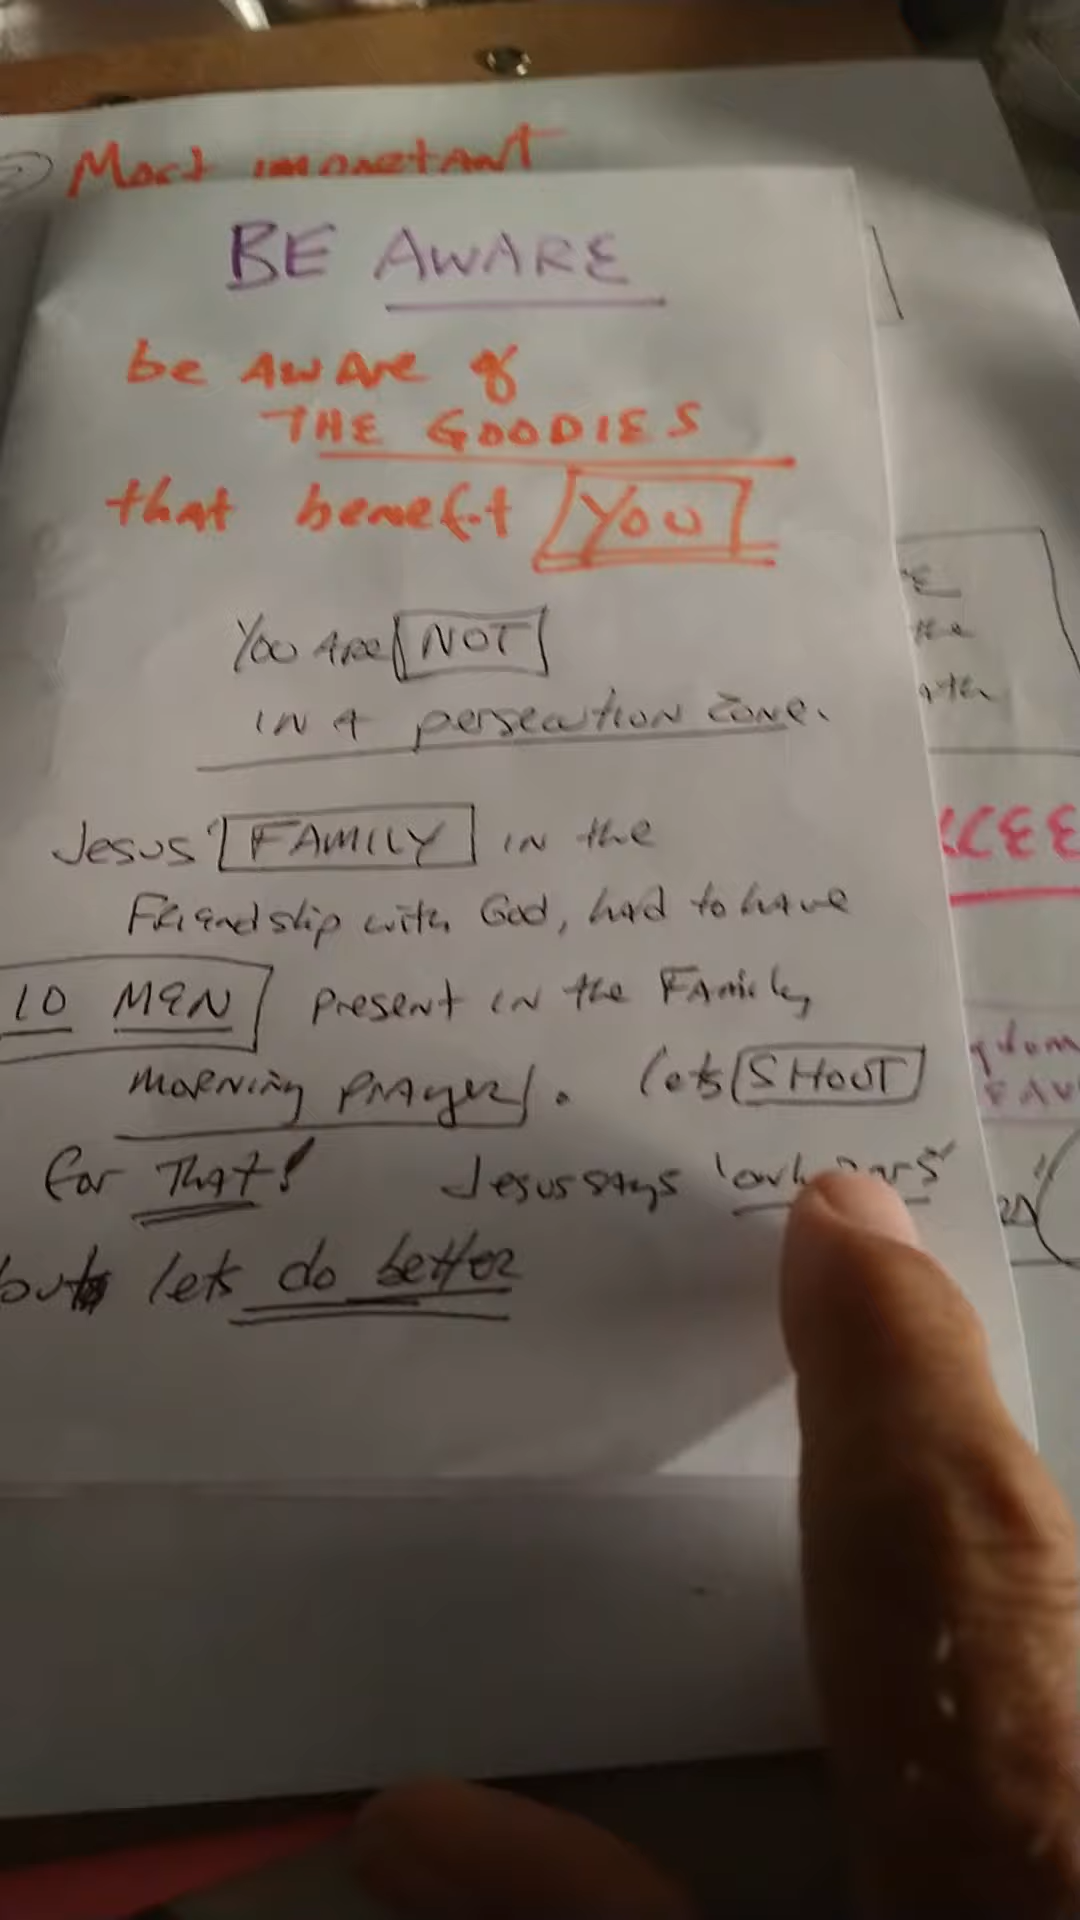 Most important
BE AWARE
be AWARE of
THE GOODIES
that benefit YOU
You Are NOT
IN A persecution zone.
Jesus' FAMILY IN the
Friendship with God, had to have
10 MEN present IN the Family
morning prayer. lets SHOUT
for That! Jesus says
but lets do better
the